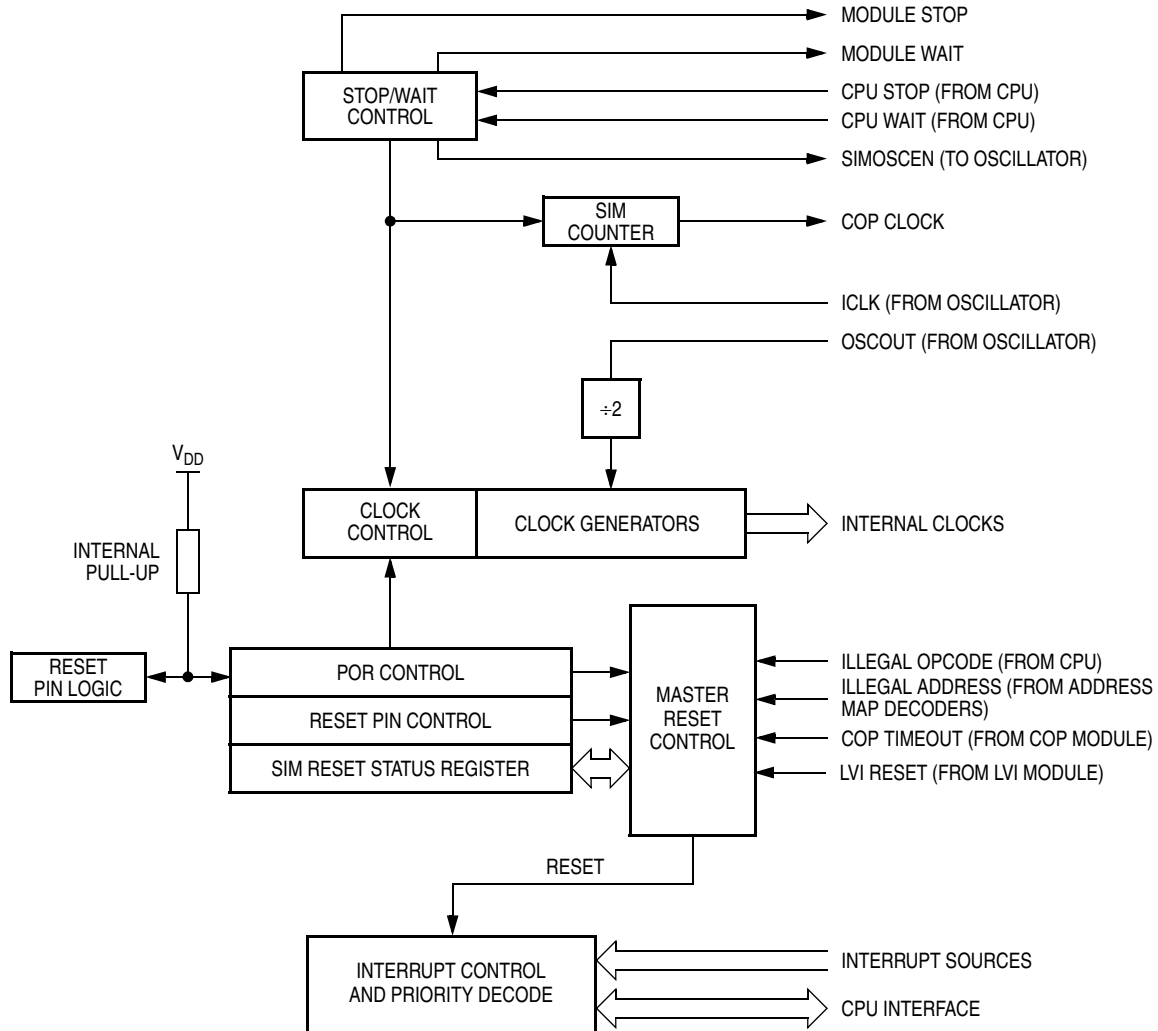 MODULE STOP
MODULE WAIT
STOP/WAIT
CONTROL
CPU STOP (FROM CPU)
CPU WAIT (FROM CPU)
SIMOSCEN (TO OSCILLATOR)
SIM
COUNTER
COP CLOCK
ICLK (FROM OSCILLATOR)
OSCOUT (FROM OSCILLATOR)
÷2
VDD
CLOCK
CONTROL
CLOCK GENERATORS
INTERNAL CLOCKS
INTERNAL
PULL-UP
RESET
PIN LOGIC
POR CONTROL
RESET PIN CONTROL
SIM RESET STATUS REGISTER
MASTER
RESET
CONTROL
ILLEGAL OPCODE (FROM CPU)
ILLEGAL ADDRESS (FROM ADDRESS
MAP DECODERS)
COP TIMEOUT (FROM COP MODULE)
LVI RESET (FROM LVI MODULE)
RESET
INTERRUPT CONTROL
AND PRIORITY DECODE
INTERRUPT SOURCES
CPU INTERFACE